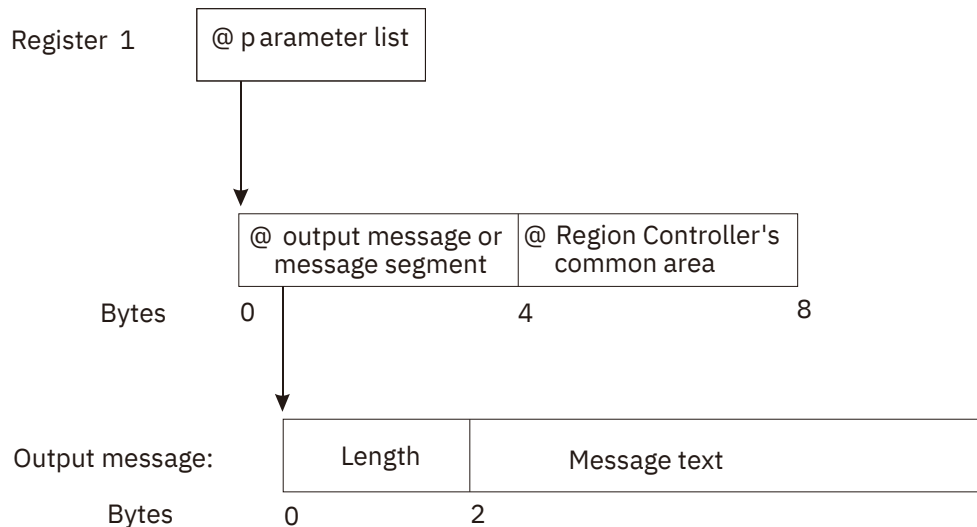 Register 1
@ parameter list
@ output message or
message segment
@ Region Controller's
common area
Bytes
0
4
8
Output message:
Length
Message text
Bytes
0
2